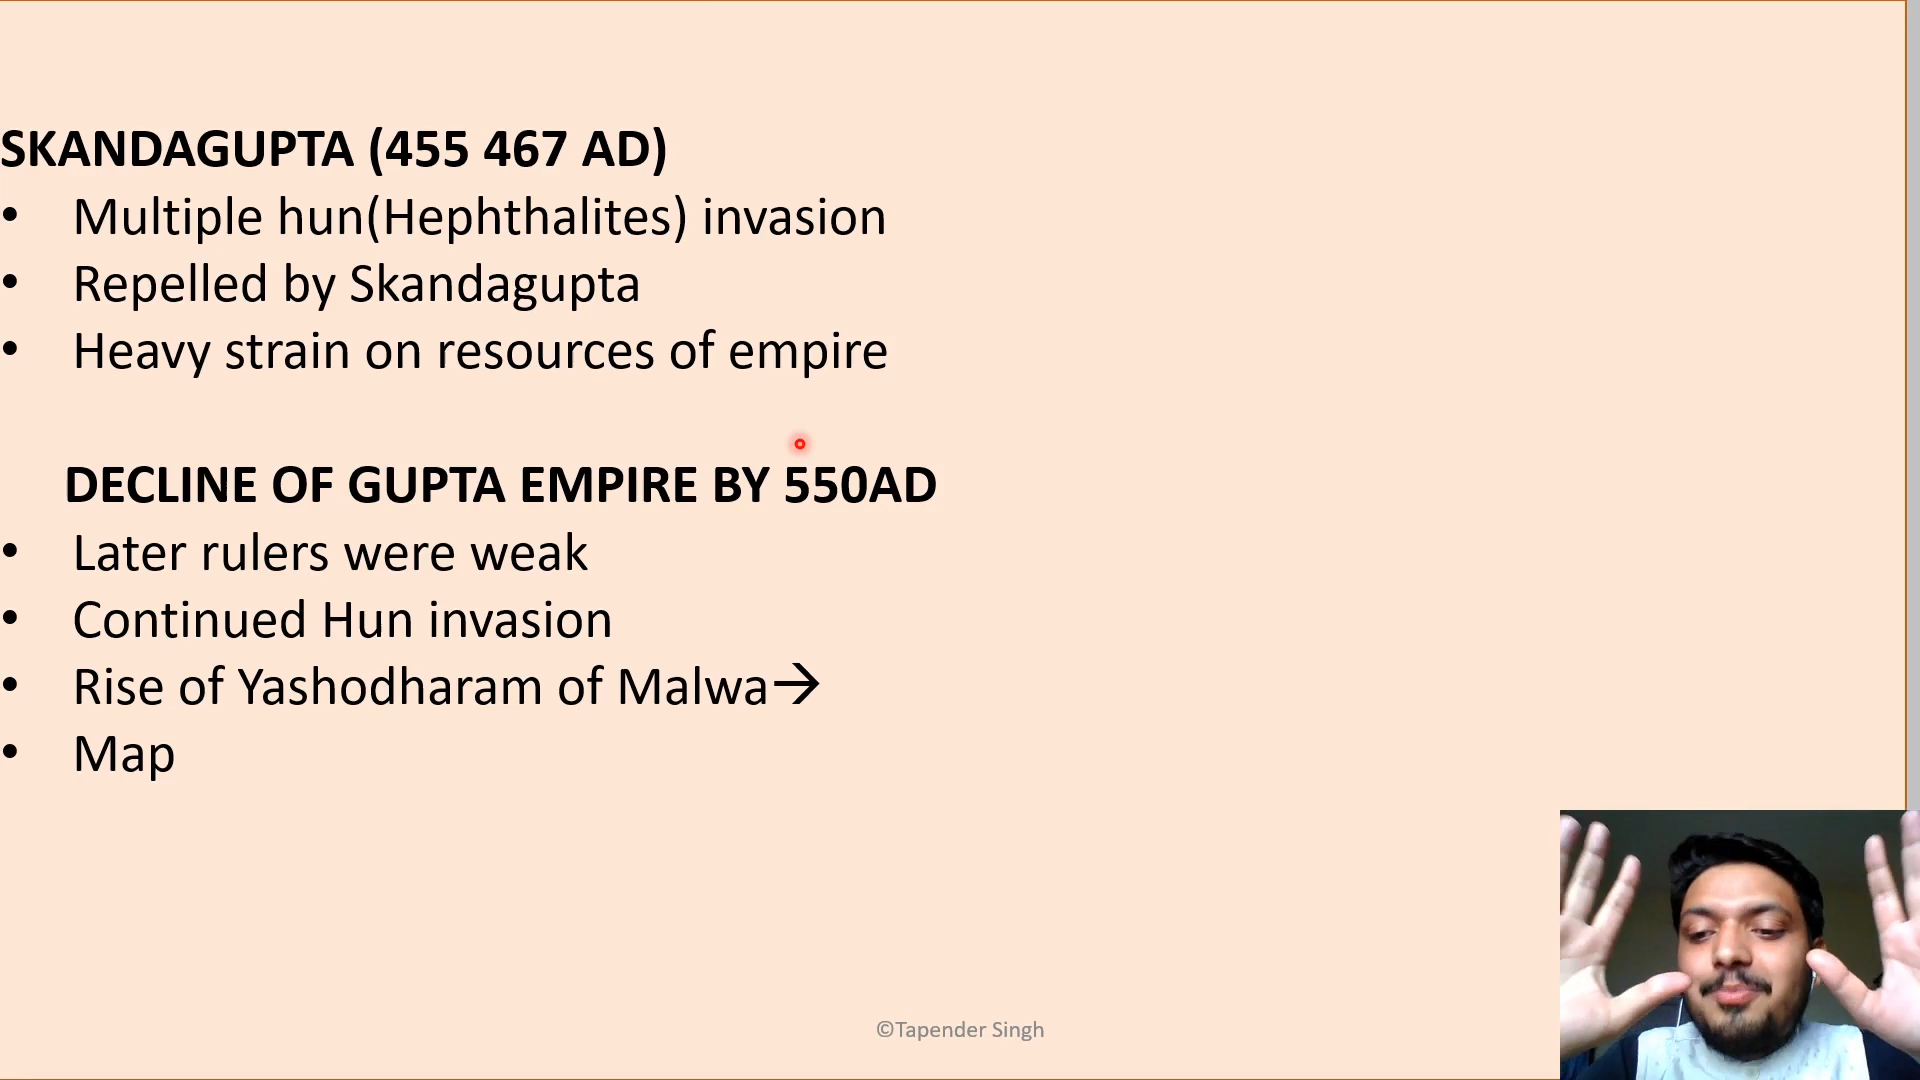 SKANDAGUPTA (455 467 AD)
• Multiple hun(Hephthalites) invasion
• Repelled by Skandagupta
• Heavy strain on resources of empire
DECLINE OF GUPTA EMPIRE BY 550AD
• Later rulers were weak
• Continued Hun invasion
• Rise of Yashodharam of Malwa→
• Map
©Tapender Singh